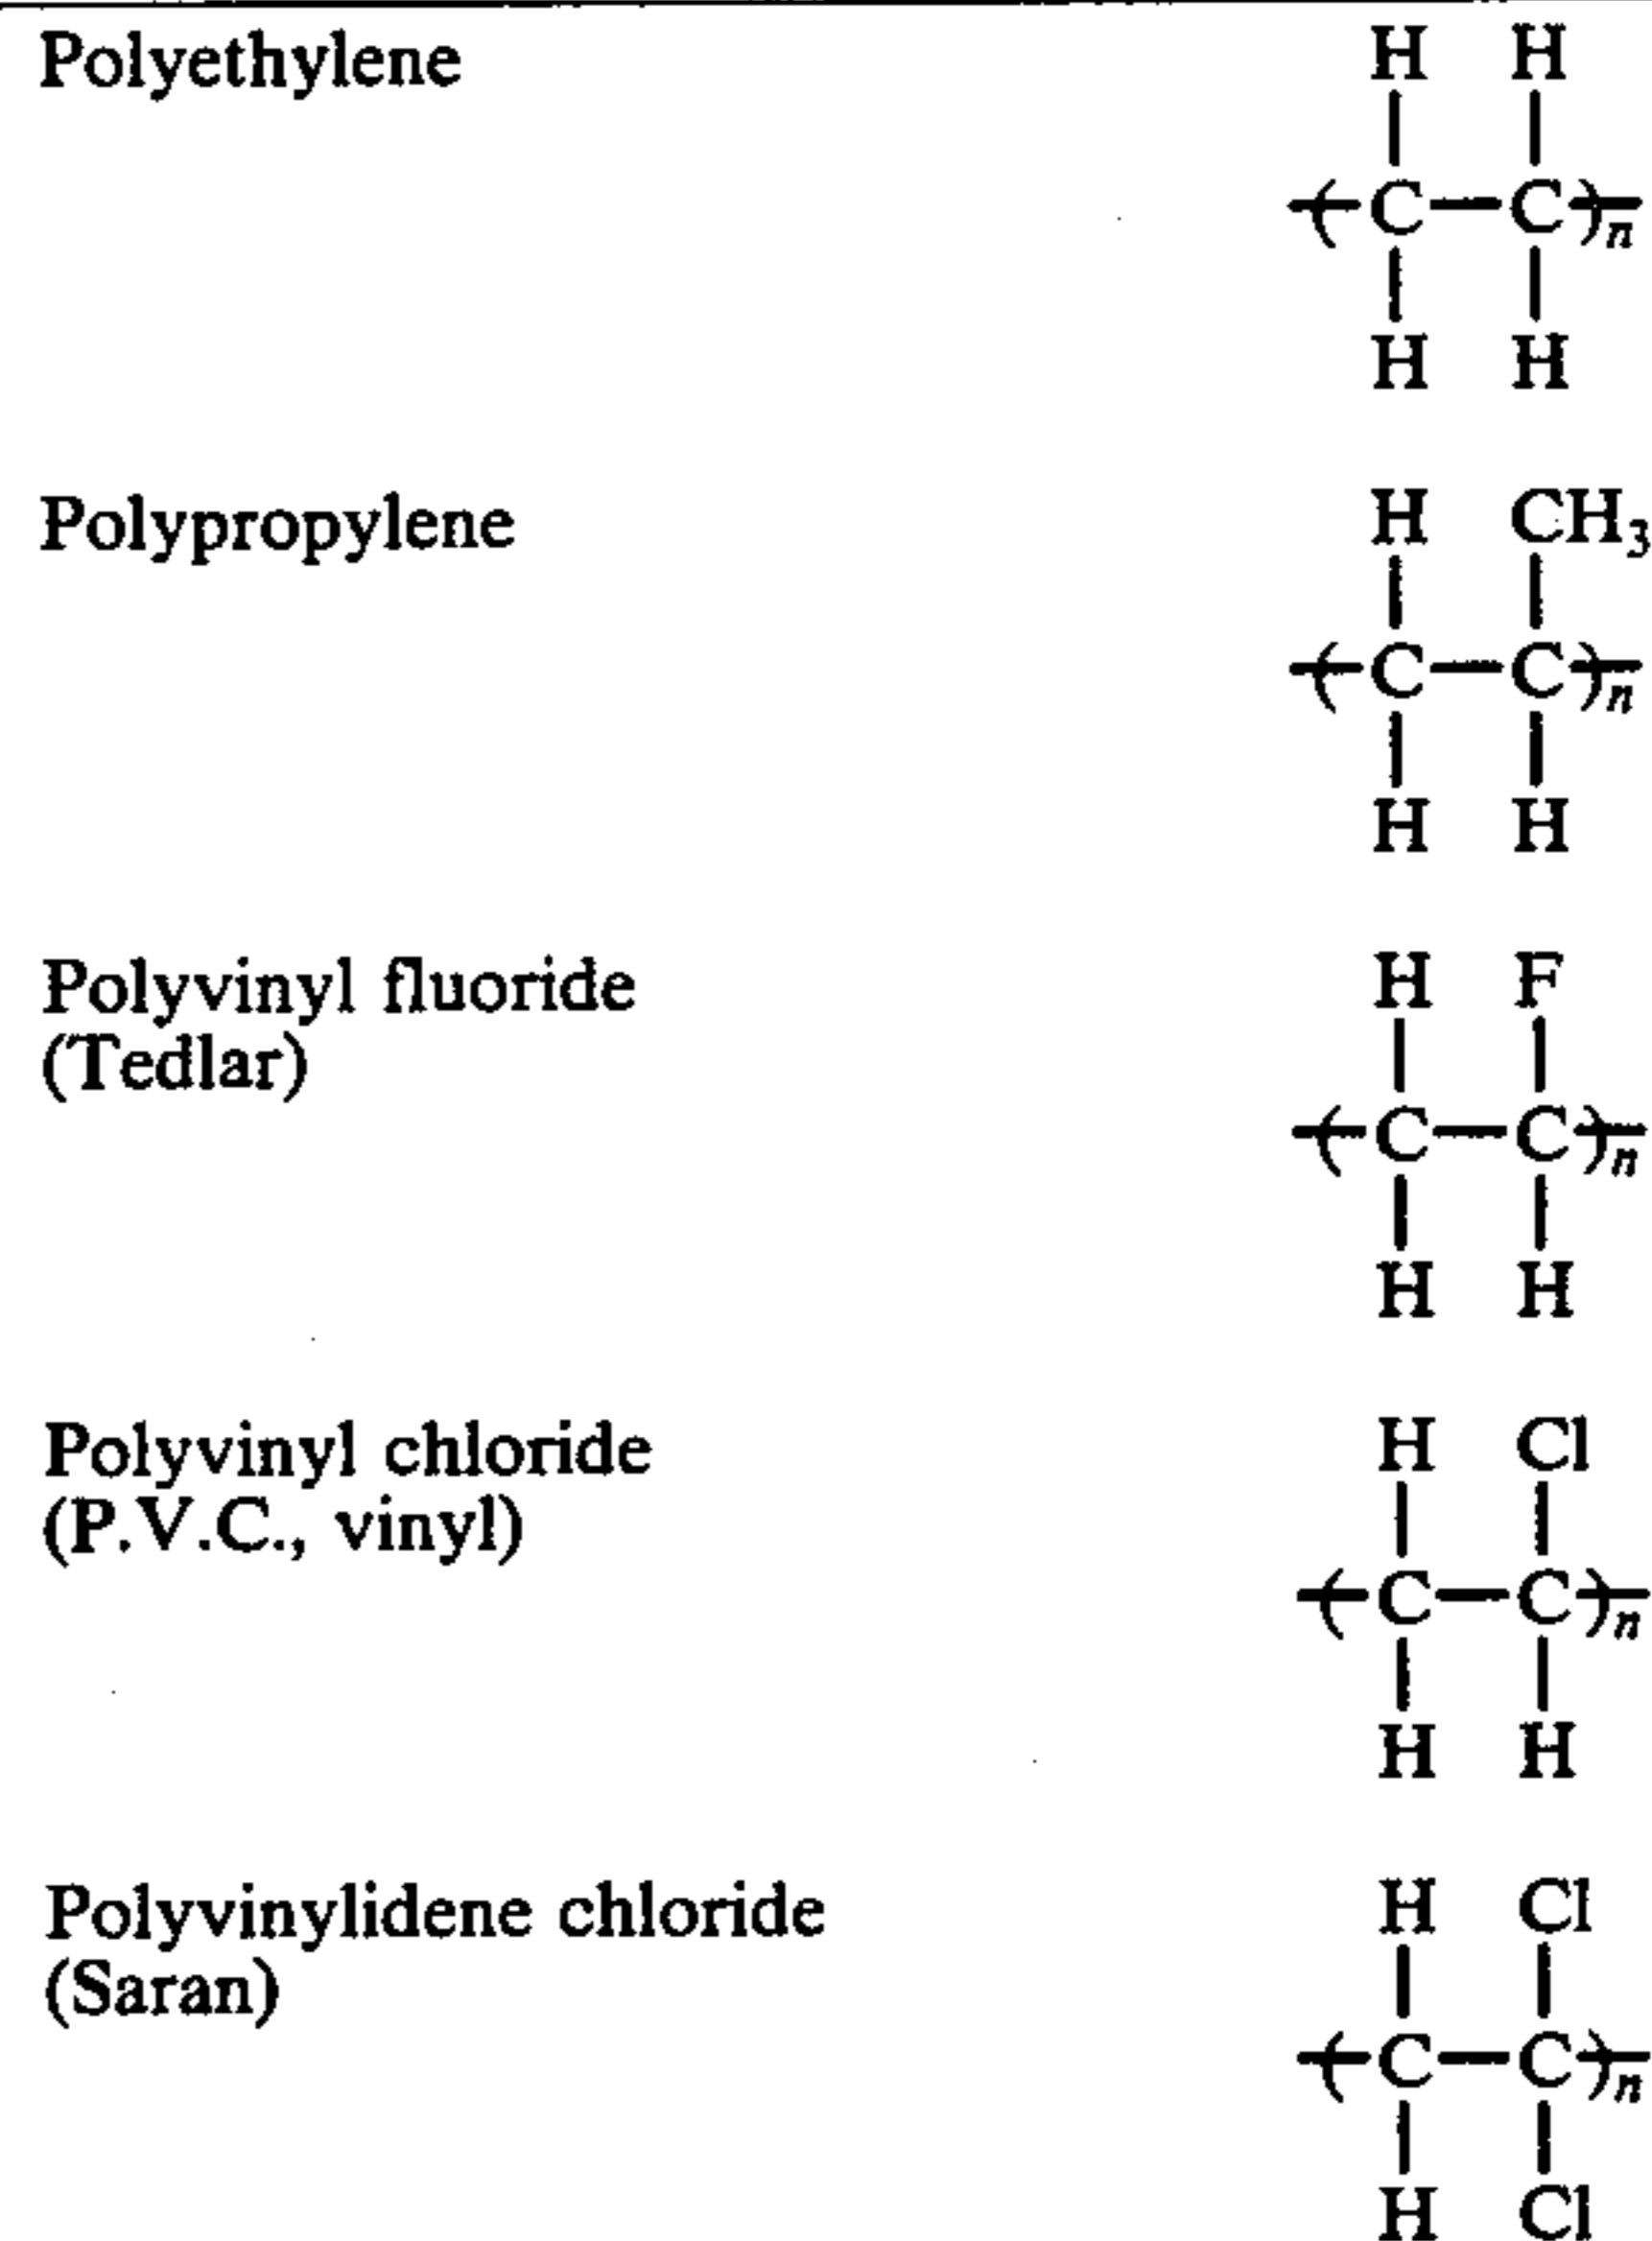 Polyethylene
H H
( C — C )n
H H
Polypropylene
H CH3
( C — C )n
H H
Polyvinyl fluoride
(Tedlar)
H F
( C — C )n
H H
Polyvinyl chloride
(P.V.C., vinyl)
H Cl
( C — C )n
H H
Polyvinylidene chloride
(Saran)
H Cl
( C — C )n
H Cl